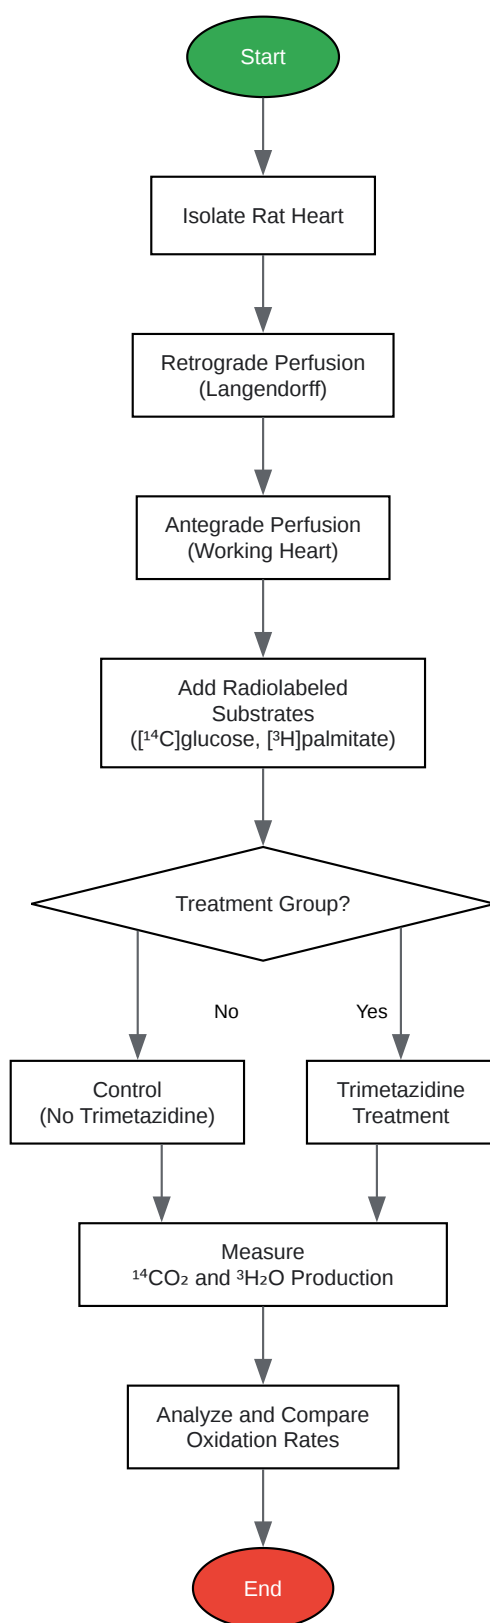 Start
Isolate Rat Heart
Retrograde Perfusion
(Langendorff)
Antegrade Perfusion
(Working Heart)
Add Radiolabeled
Substrates
([¹⁴C]glucose, [³H]palmitate)
Treatment Group?
No
Yes
Control
(No Trimetazidine)
Trimetazidine
Treatment
Measure
¹⁴CO₂ and ³H₂O Production
Analyze and Compare
Oxidation Rates
End